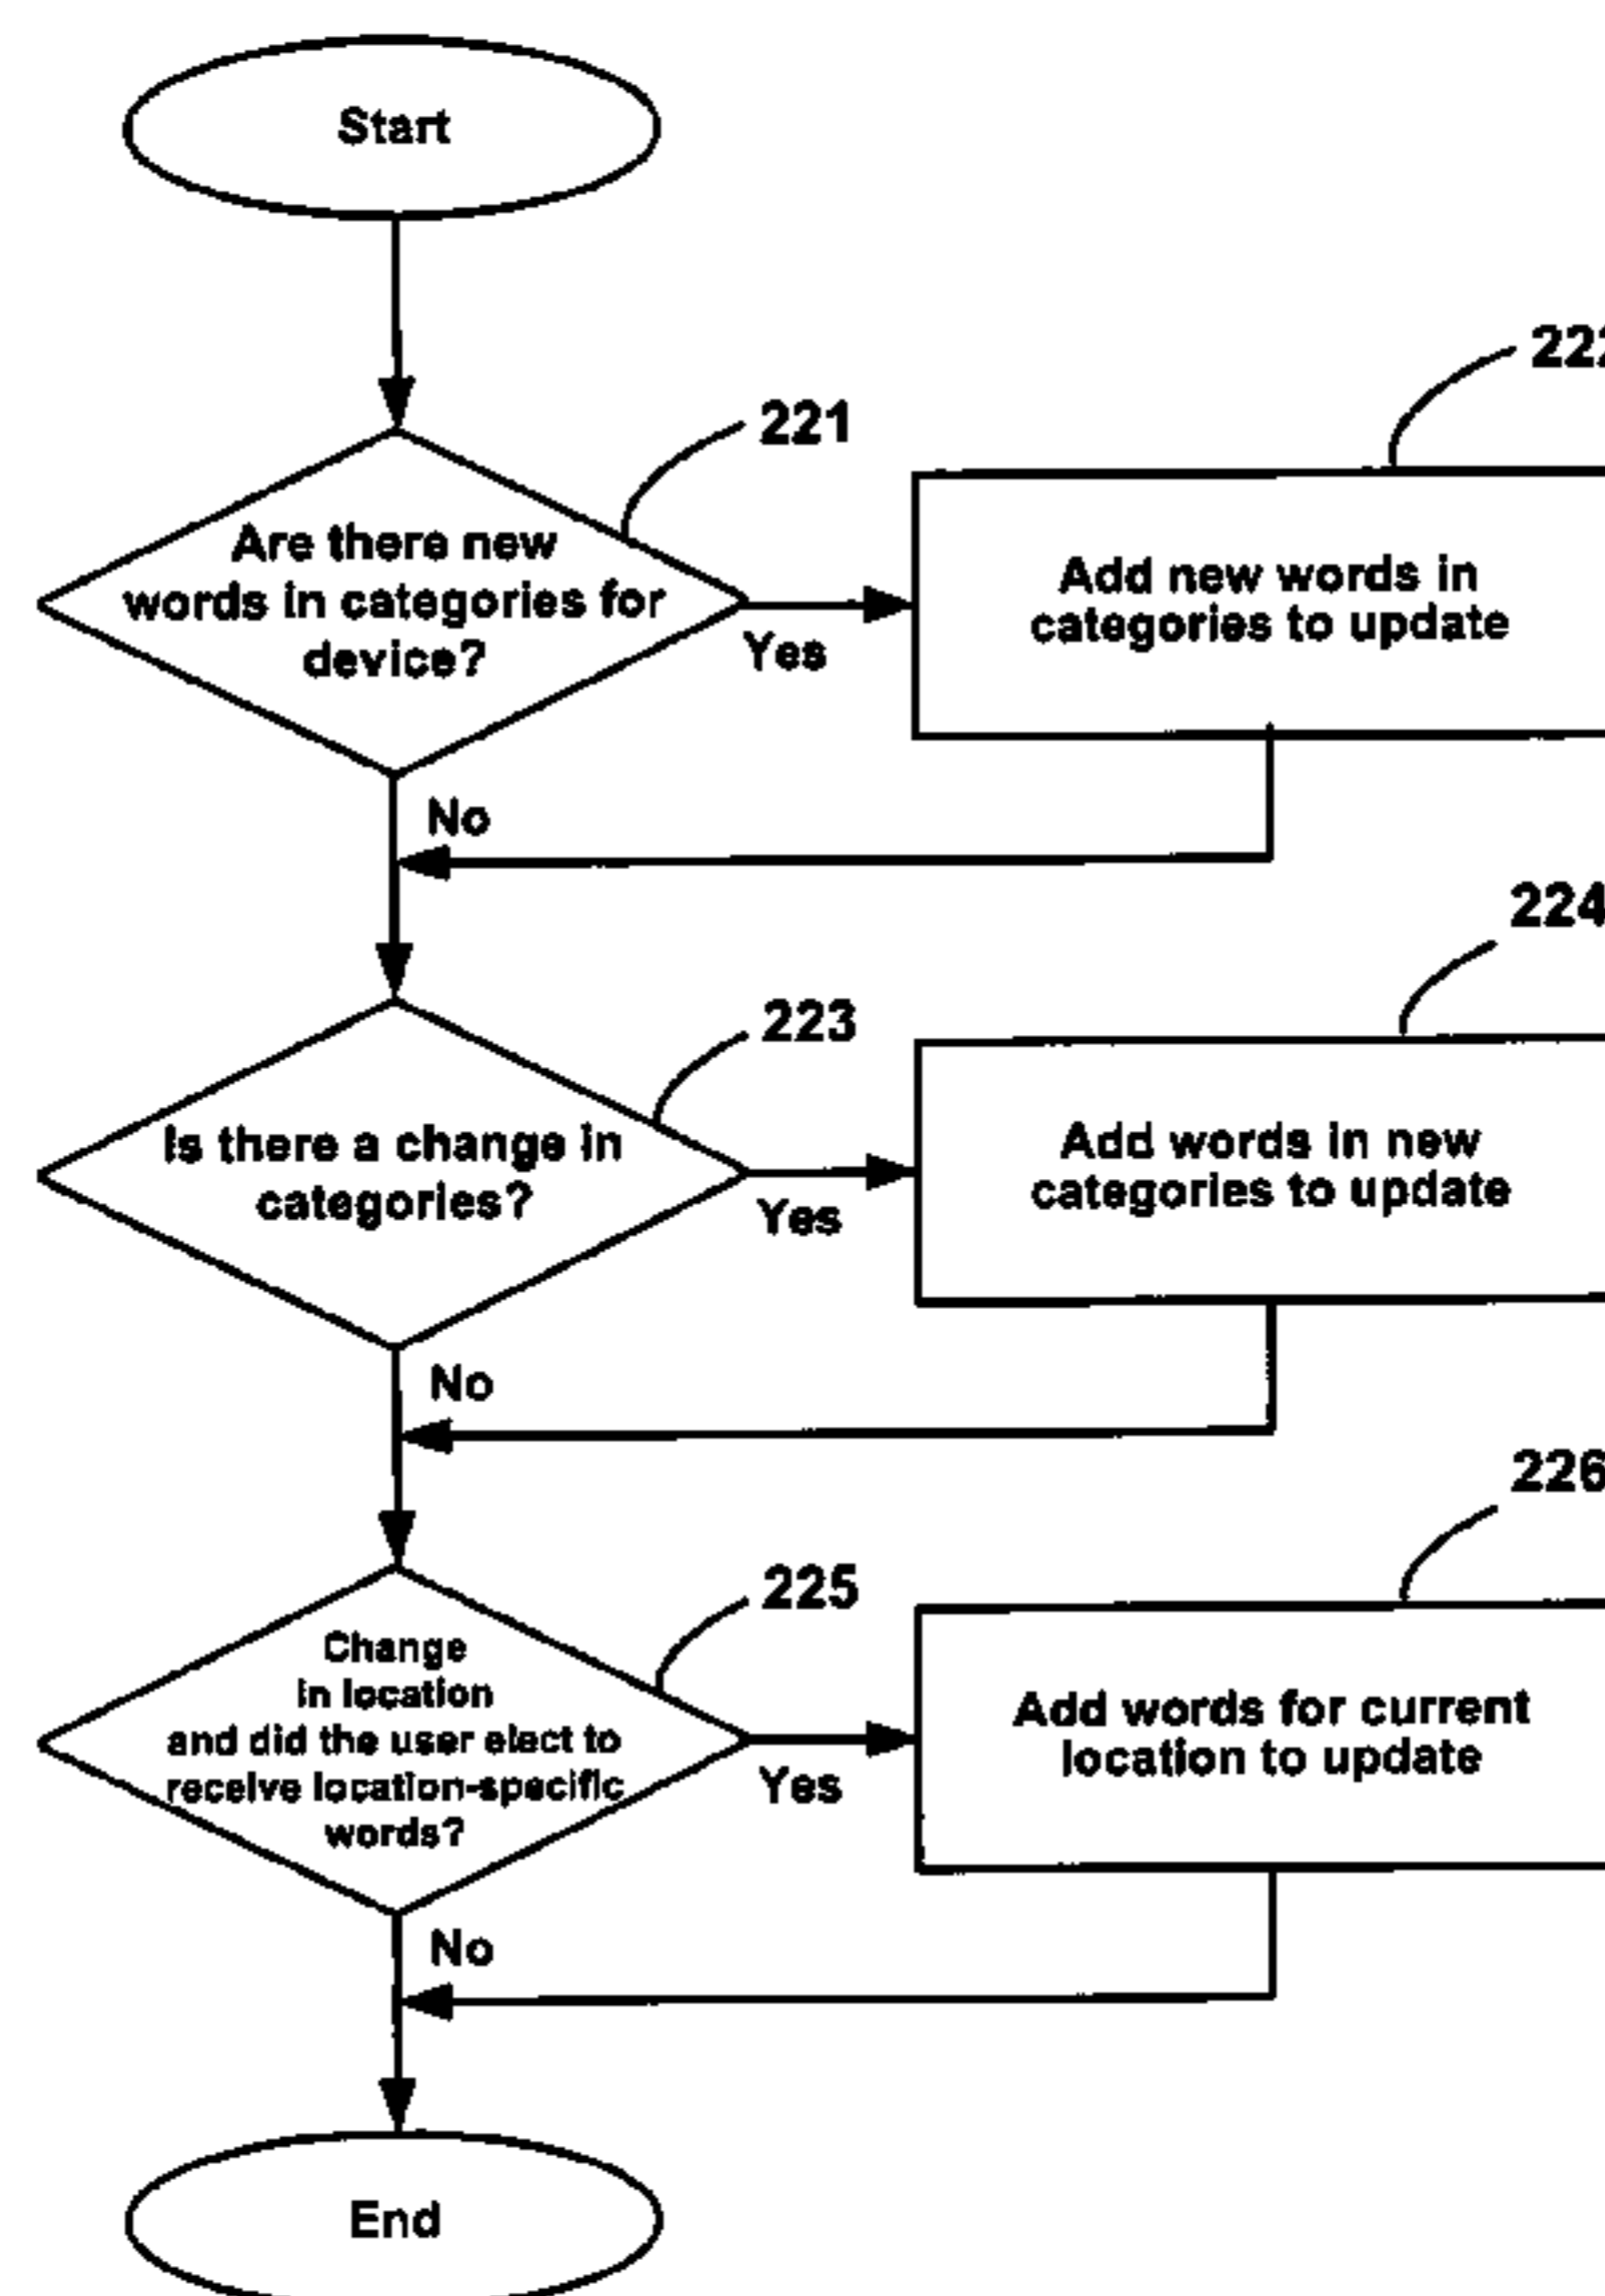 Start
221
222
Are there new
words in categories for
device?
Yes
Add new words in
categories to update
No
223
224
Is there a change in
categories?
Yes
Add words in new
categories to update
No
225
226
Change
in location
and did the user elect to
receive location-specific
words?
Yes
Add words for current
location to update
No
End